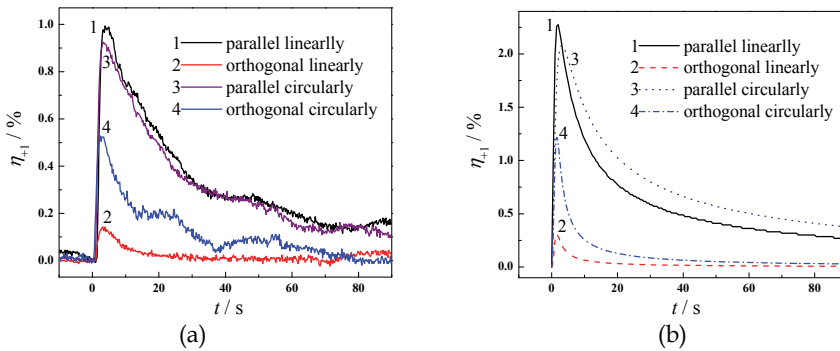 η+1 / %
1.0
0.8
0.6
0.4
0.2
0.0
1
3
4
2
1 parallel linearlly
2 orthogonal linearly
3 parallel circularly
4 orthogonal circularly
0 20 40 60 80
t / s
(a)
η+1 / %
2.0
1.5
1.0
0.5
0.0
1
3
4
2
1 parallel linearlly
2 orthogonal linearly
3 parallel circularly
4 orthogonal circularly
0 20 40 60 80
t / s
(b)